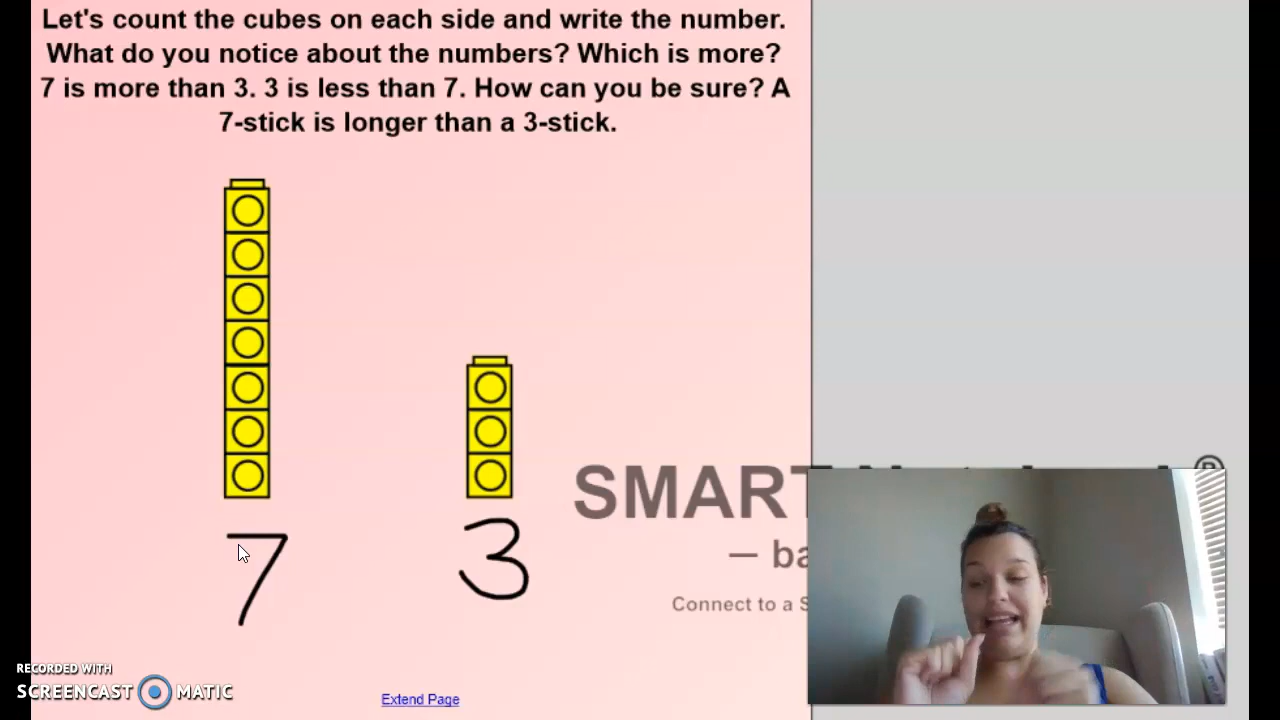 Let's count the cubes on each side and write the number.
What do you notice about the numbers? Which is more?
7 is more than 3. 3 is less than 7. How can you be sure? A
7-stick is longer than a 3-stick.
SMART
®
— ba
7
3
Connect to a S
RECORDED WITH
SCREENCAST MATIC
Extend Page